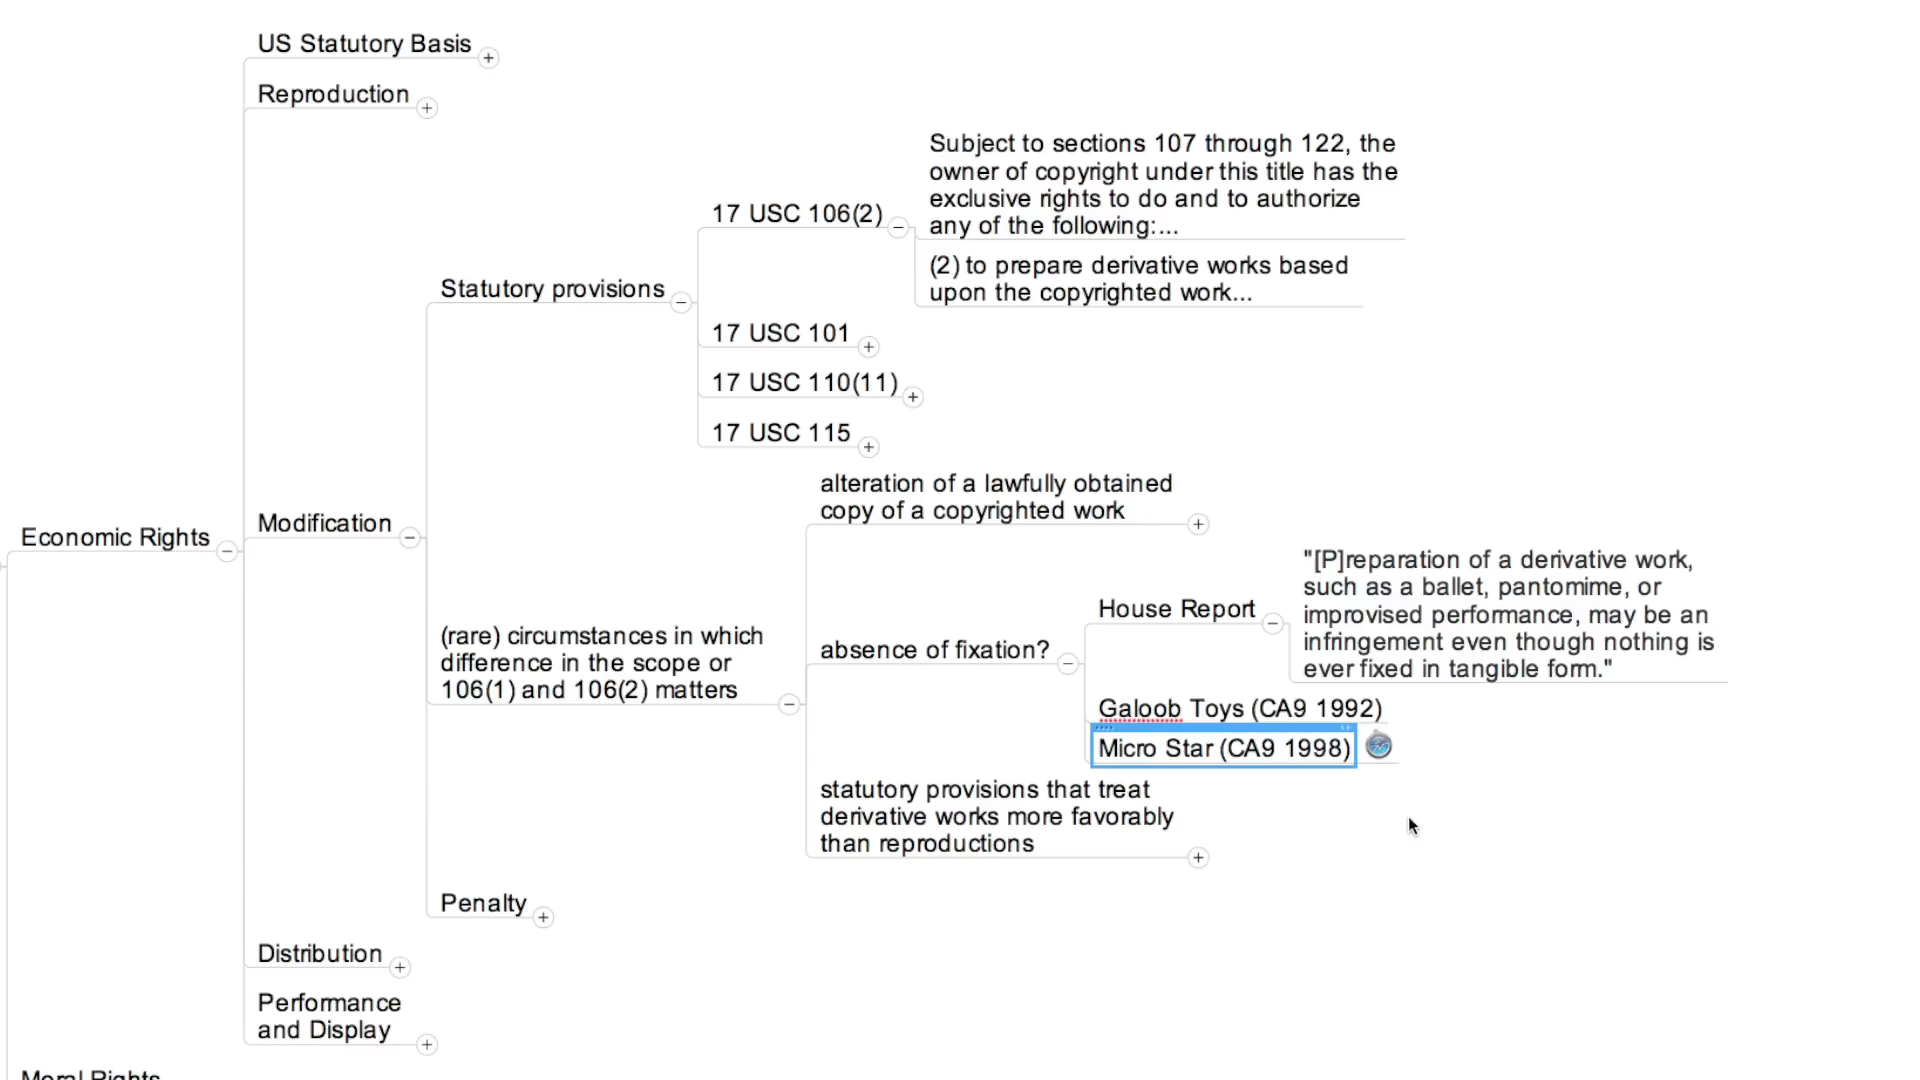 US Statutory Basis
Reproduction
Subject to sections 107 through 122, the
owner of copyright under this title has the
exclusive rights to do and to authorize
any of the following:...
17 USC 106(2)
(2) to prepare derivative works based
upon the copyrighted work...
Statutory provisions
17 USC 101
17 USC 110(11)
17 USC 115
alteration of a lawfully obtained
copy of a copyrighted work
Economic Rights
Modification
"[P]reparation of a derivative work,
such as a ballet, pantomime, or
improvised performance, may be an
infringement even though nothing is
ever fixed in tangible form."
House Report
(rare) circumstances in which
difference in the scope or
106(1) and 106(2) matters
absence of fixation?
Galoob Toys (CA9 1992)
Micro Star (CA9 1998)
statutory provisions that treat
derivative works more favorably
than reproductions
Penalty
Distribution
Performance
and Display
Moral Rights